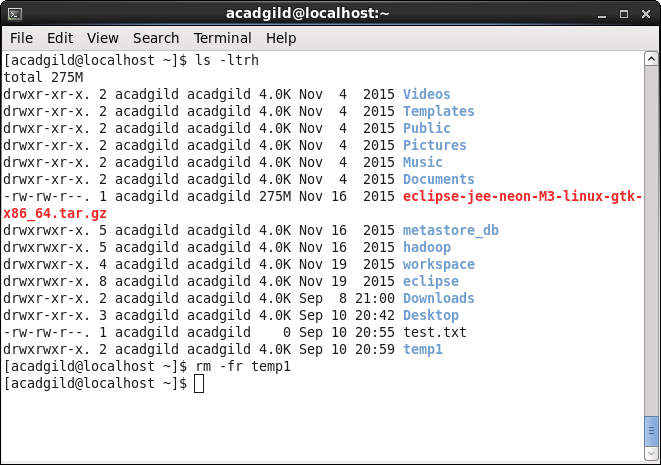 acadgild@localhost:~
File Edit View Search Terminal Help
[acadgild@localhost ~]$ ls -ltrh
total 275M
drwxr-xr-x. 2 acadgild acadgild 4.0K Nov  4  2015 Videos
drwxr-xr-x. 2 acadgild acadgild 4.0K Nov  4  2015 Templates
drwxr-xr-x. 2 acadgild acadgild 4.0K Nov  4  2015 Public
drwxr-xr-x. 2 acadgild acadgild 4.0K Nov  4  2015 Pictures
drwxr-xr-x. 2 acadgild acadgild 4.0K Nov  4  2015 Music
drwxr-xr-x. 2 acadgild acadgild 4.0K Nov  4  2015 Documents
-rw-rw-r--. 1 acadgild acadgild 275M Nov 16  2015 eclipse-jee-neon-M3-linux-gtk-
x86_64.tar.gz
drwxrwxr-x. 5 acadgild acadgild 4.0K Nov 16  2015 metastore_db
drwxrwxr-x. 5 acadgild acadgild 4.0K Nov 16  2015 hadoop
drwxrwxr-x. 4 acadgild acadgild 4.0K Nov 19  2015 workspace
drwxrwxr-x. 8 acadgild acadgild 4.0K Nov 19  2015 eclipse
drwxr-xr-x. 2 acadgild acadgild 4.0K Sep  8 21:00 Downloads
drwxr-xr-x. 3 acadgild acadgild 4.0K Sep 10 20:42 Desktop
-rw-rw-r--. 1 acadgild acadgild    0 Sep 10 20:55 test.txt
drwxrwxr-x. 2 acadgild acadgild 4.0K Sep 10 20:59 temp1
[acadgild@localhost ~]$ rm -fr temp1
[acadgild@localhost ~]$